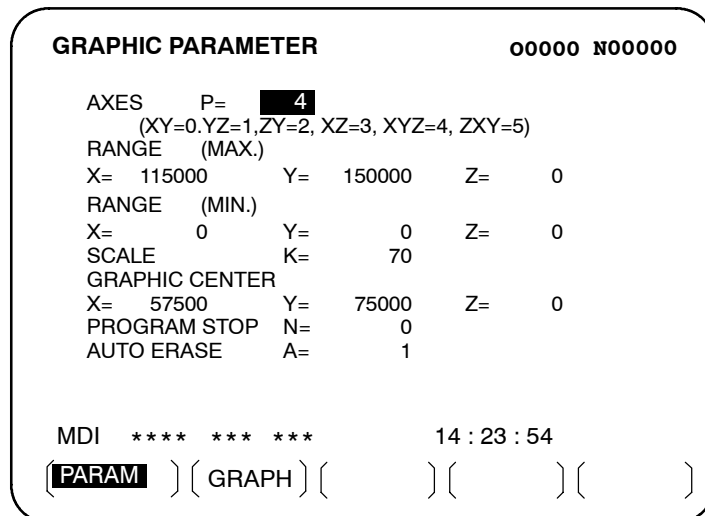 GRAPHIC PARAMETER O0000 N00000
AXES P= 4
(XY=0.YZ=1,ZY=2, XZ=3, XYZ=4, ZXY=5)
RANGE (MAX.)
X= 115000 Y= 150000 Z= 0
RANGE (MIN.)
X= 0 Y= 0 Z= 0
SCALE K= 70
GRAPHIC CENTER
X= 57500 Y= 75000 Z= 0
PROGRAM STOP N= 0
AUTO ERASE A= 1
MDI **** *** *** 14 : 23 : 54
[ PARAM ] [ GRAPH ] [ ] [ ] [ ]